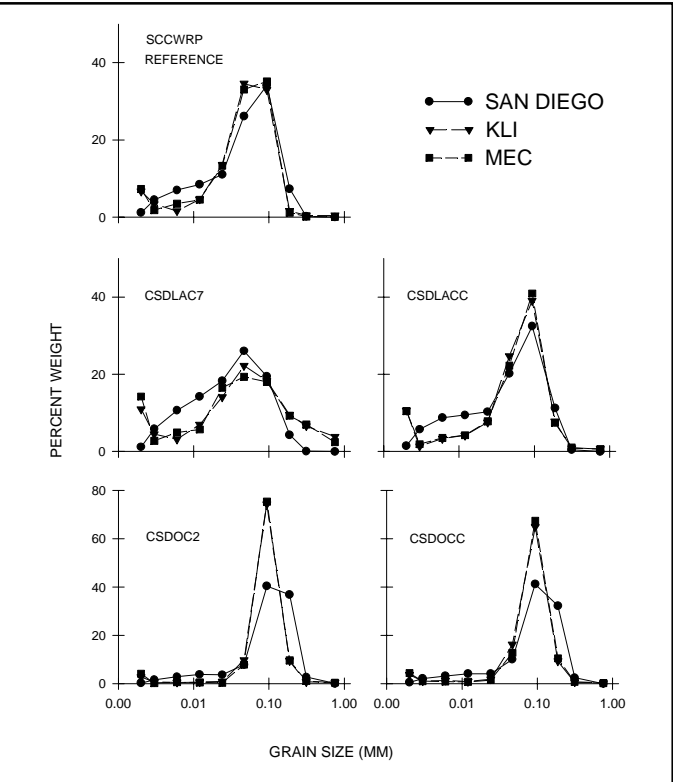 SCCWRP
REFERENCE
40
20
0
SAN DIEGO
KLI
MEC
PERCENT WEIGHT
CSDLAC7
40
20
0
CSDLACC
CSDOC2
80
60
40
20
0
CSDOCC
0.00 0.01 0.10 1.00
0.00 0.01 0.10 1.00
GRAIN SIZE (MM)